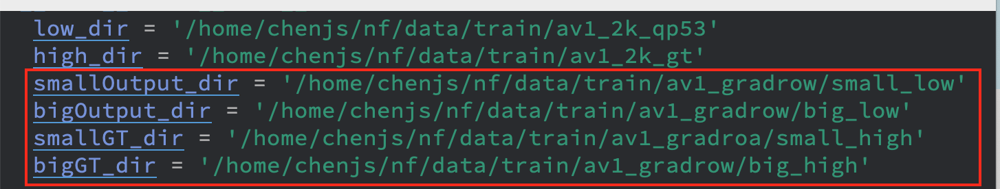 low_dir = '/home/chenjs/nf/data/train/av1_2k_qp53'
high_dir = '/home/chenjs/nf/data/train/av1_2k_gt'
smallOutput_dir = '/home/chenjs/nf/data/train/av1_gradrow/small_low'
bigOutput_dir = '/home/chenjs/nf/data/train/av1_gradrow/big_low'
smallGT_dir = '/home/chenjs/nf/data/train/av1_gradroa/small_high'
bigGT_dir = '/home/chenjs/nf/data/train/av1_gradrow/big_high'